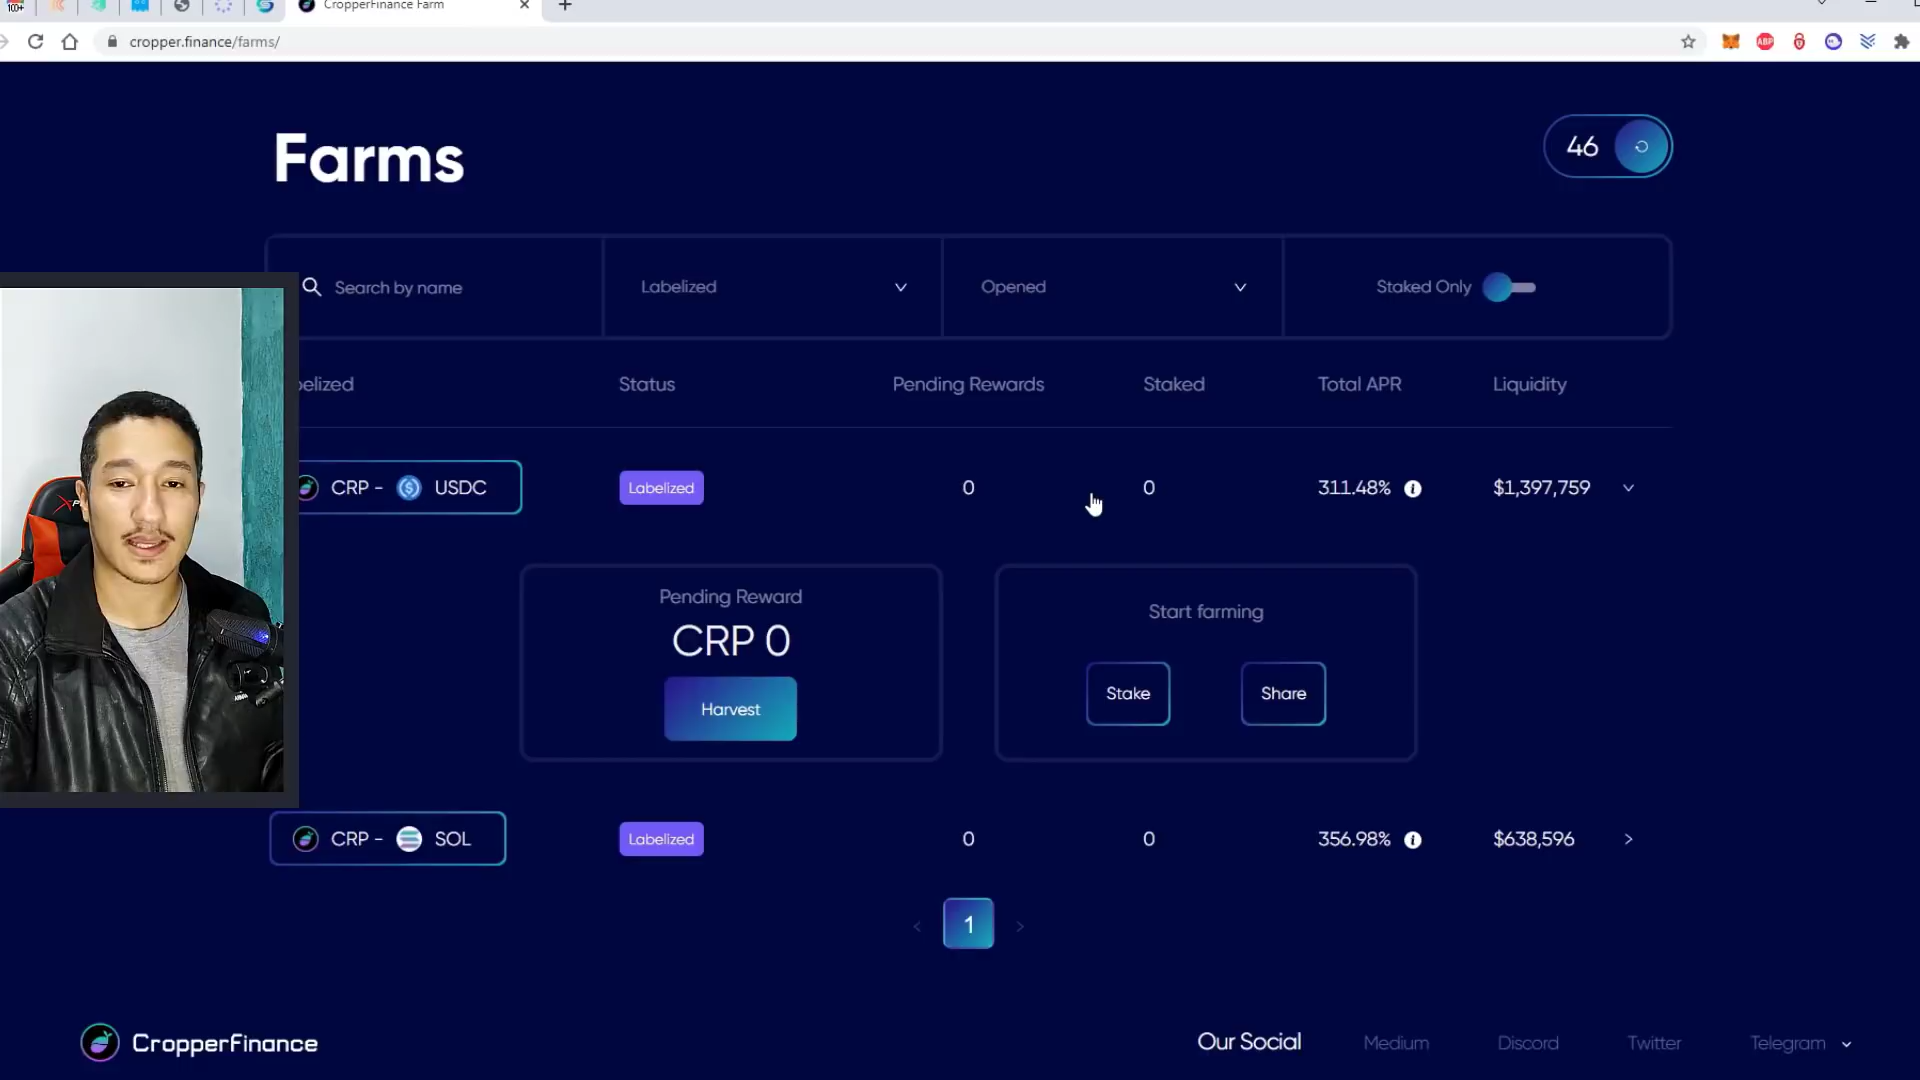 100+
CropperFinance Farm
cropper.finance/farms/
ABP
Farms
46
Search by name
Labelized
Opened
Staked Only
elized
Status
Pending Rewards
Staked
Total APR
Liquidity
CRP - USDC
Labelized
0
0
311.48%
$1,397,759
Pending Reward
CRP 0
Harvest
Start farming
Stake
Share
CRP - SOL
Labelized
0
0
356.98%
$638,596
< 1 >
CropperFinance
Our Social
Medium
Discord
Twitter
Telegram